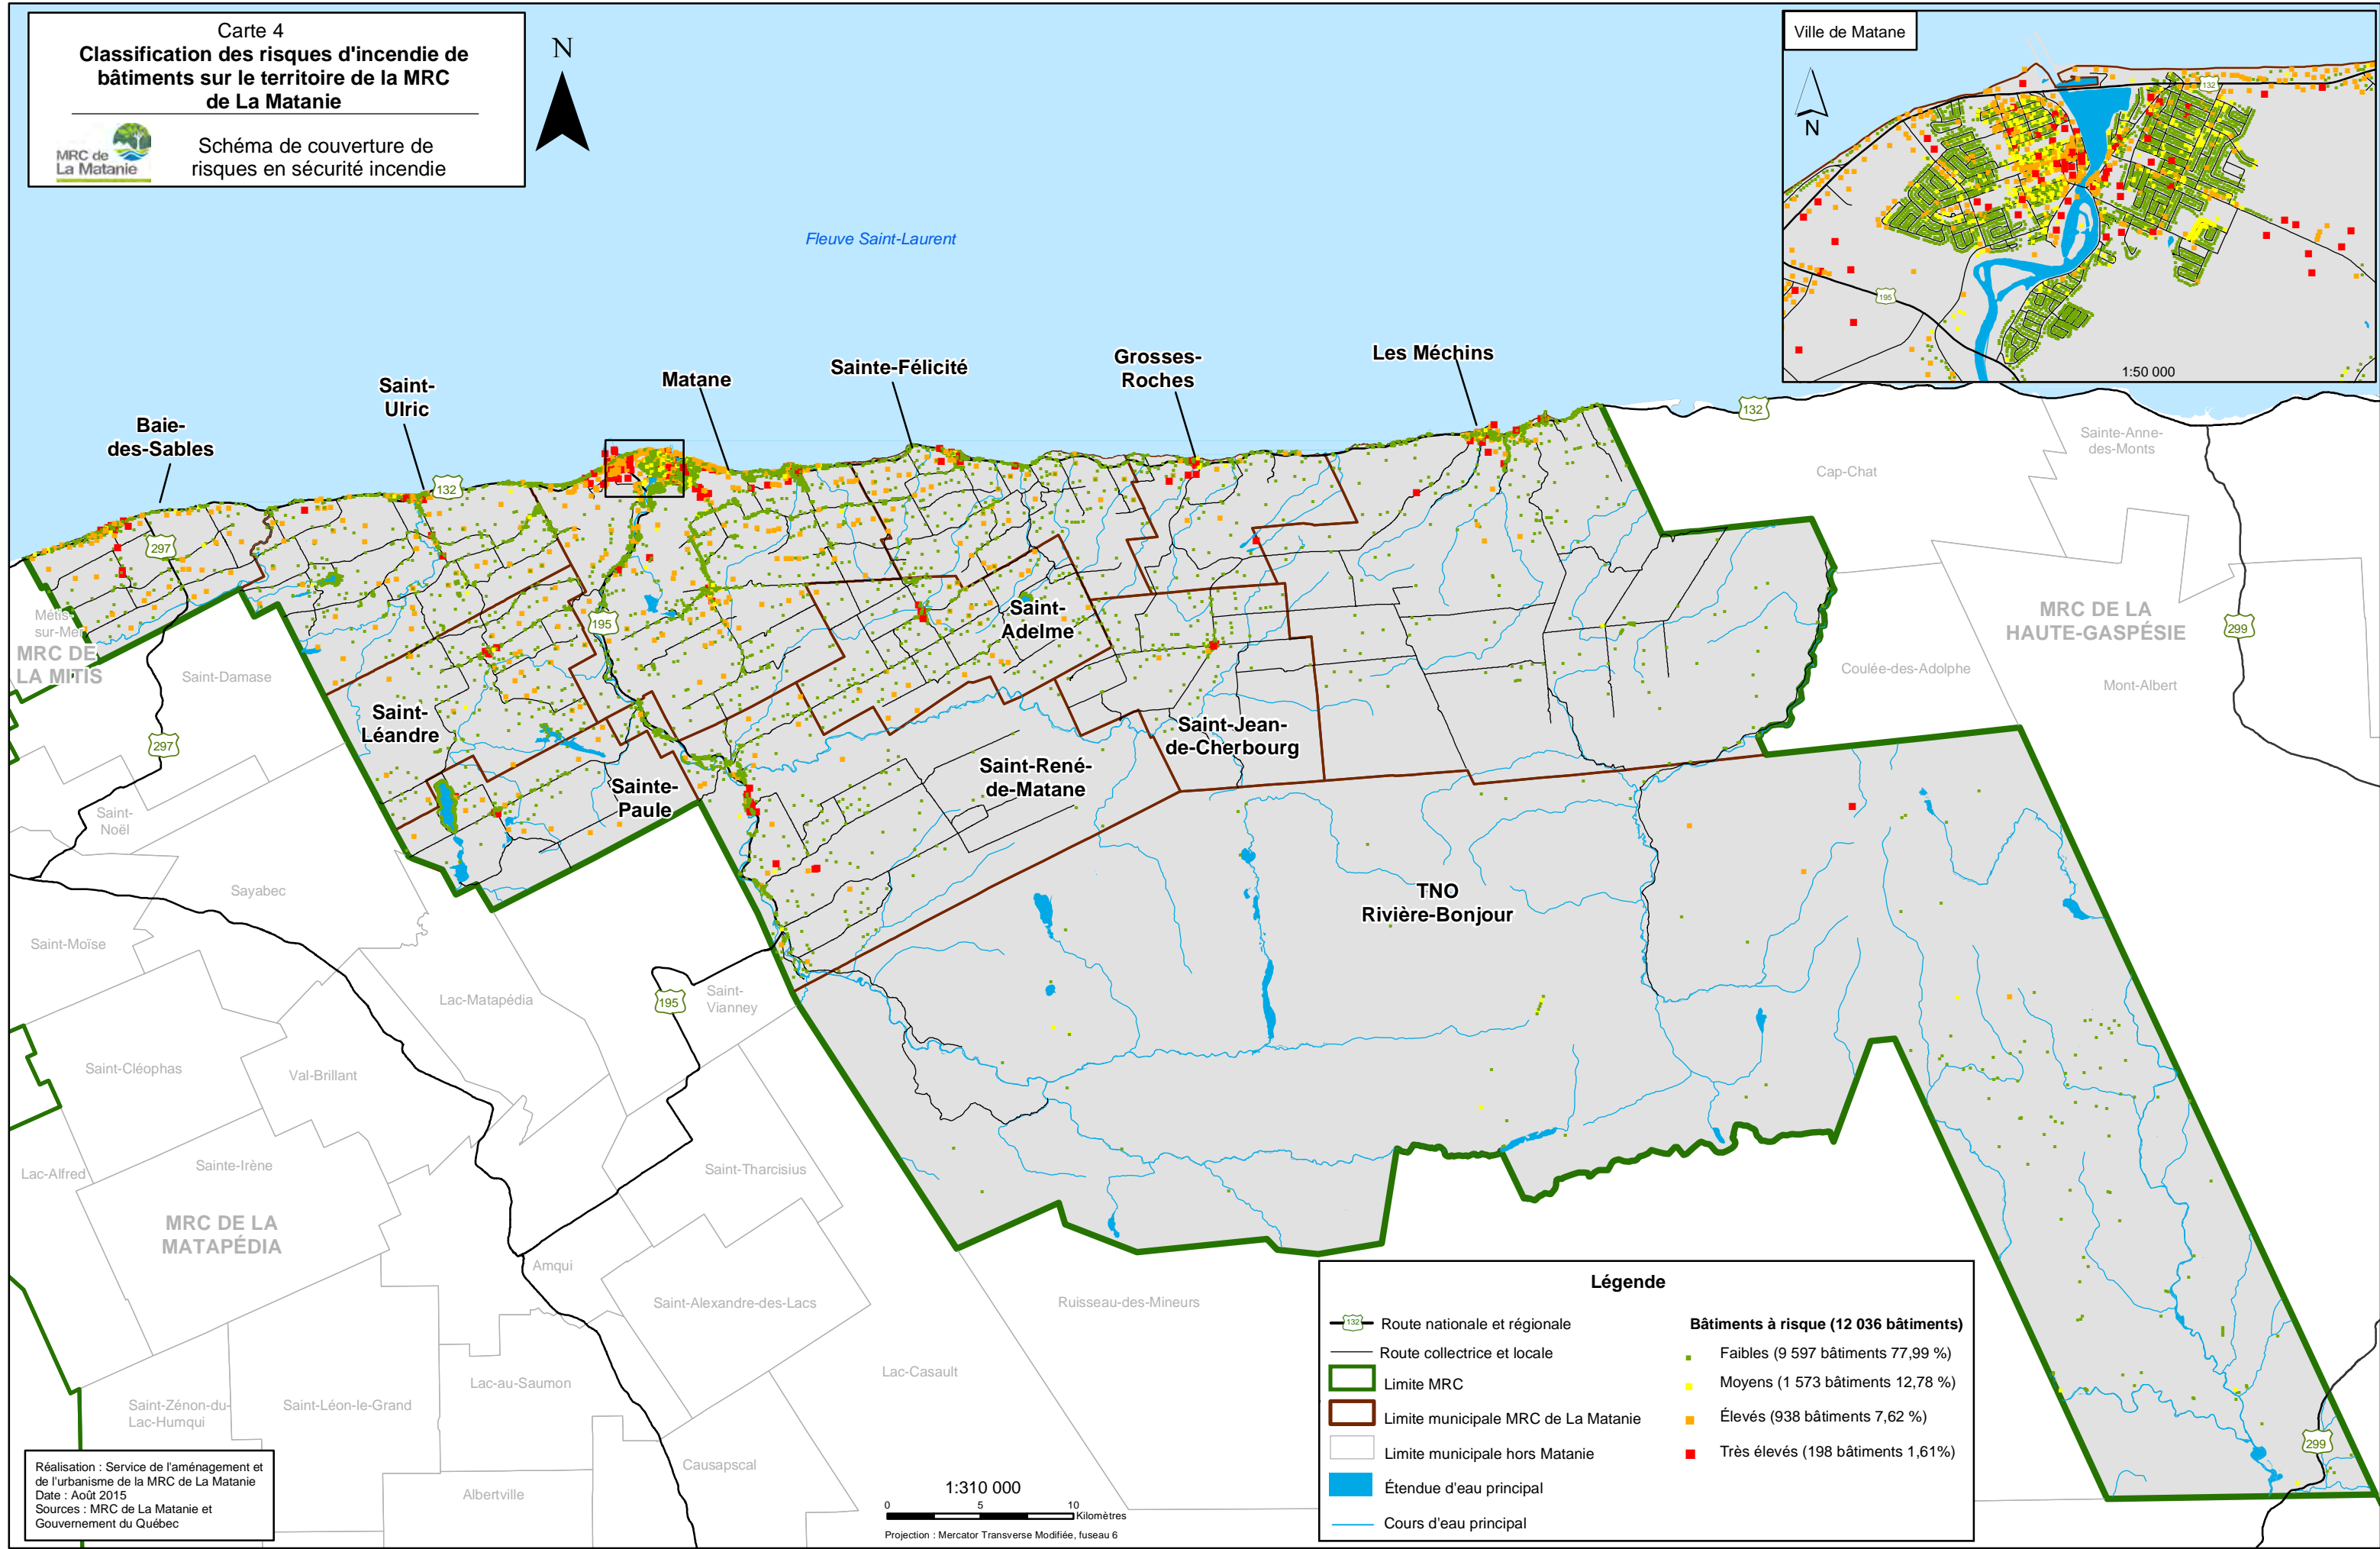 Carte 4
Classification des risques d'incendie de
bâtiments sur le territoire de la MRC
de La Matanie
MRC de
La Matanie
Schéma de couverture de
risques en sécurité incendie
N
Ville de Matane
N
132
195
1:50 000
Fleuve Saint-Laurent
Baie-
des-Sables
Saint-
Ulric
Matane
Sainte-Félicité
Grosses-
Roches
Les Méchins
132
132
297
195
297
195
299
299
Cap-Chat
Sainte-Anne-
des-Monts
MRC DE LA
HAUTE-GASPÉSIE
Coulée-des-Adolphe
Mont-Albert
Métis-
sur-Mer
MRC DE
LA MITIS
Saint-Damase
Saint-
Léandre
Sainte-
Paule
Saint-
Adelme
Saint-Jean-
de-Cherbourg
Saint-René-
de-Matane
TNO
Rivière-Bonjour
Saint-
Noël
Sayabec
Saint-Moïse
Lac-Matapédia
Saint-
Vianney
Saint-Cléophas
Val-Brillant
Lac-Alfred
Sainte-Irène
Saint-Tharcisius
MRC DE LA
MATAPÉDIA
Amqui
Saint-Alexandre-des-Lacs
Ruisseau-des-Mineurs
Lac-Casault
Lac-au-Saumon
Saint-Zénon-du-
Lac-Humqui
Saint-Léon-le-Grand
Causapscal
Albertville
Réalisation : Service de l'aménagement et
de l'urbanisme de la MRC de La Matanie
Date : Août 2015
Sources : MRC de La Matanie et
Gouvernement du Québec
1:310 000
0 5 10
Kilomètres
Projection : Mercator Transverse Modifiée, fuseau 6
Légende
132 Route nationale et régionale
Route collectrice et locale
Limite MRC
Limite municipale MRC de La Matanie
Limite municipale hors Matanie
Étendue d'eau principal
Cours d'eau principal
Bâtiments à risque (12 036 bâtiments)
Faibles (9 597 bâtiments 77,99 %)
Moyens (1 573 bâtiments 12,78 %)
Élevés (938 bâtiments 7,62 %)
Très élevés (198 bâtiments 1,61%)